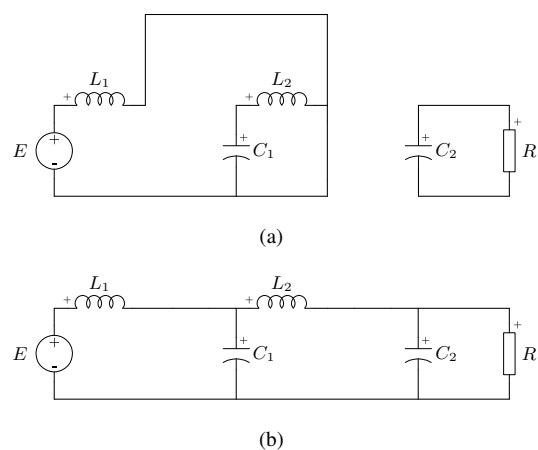 L₁
L₂
+
+
+
+
+
E
+
-
C₁
C₂
R
(a)
L₁
L₂
+
+
+
+
+
E
+
-
C₁
C₂
R
(b)